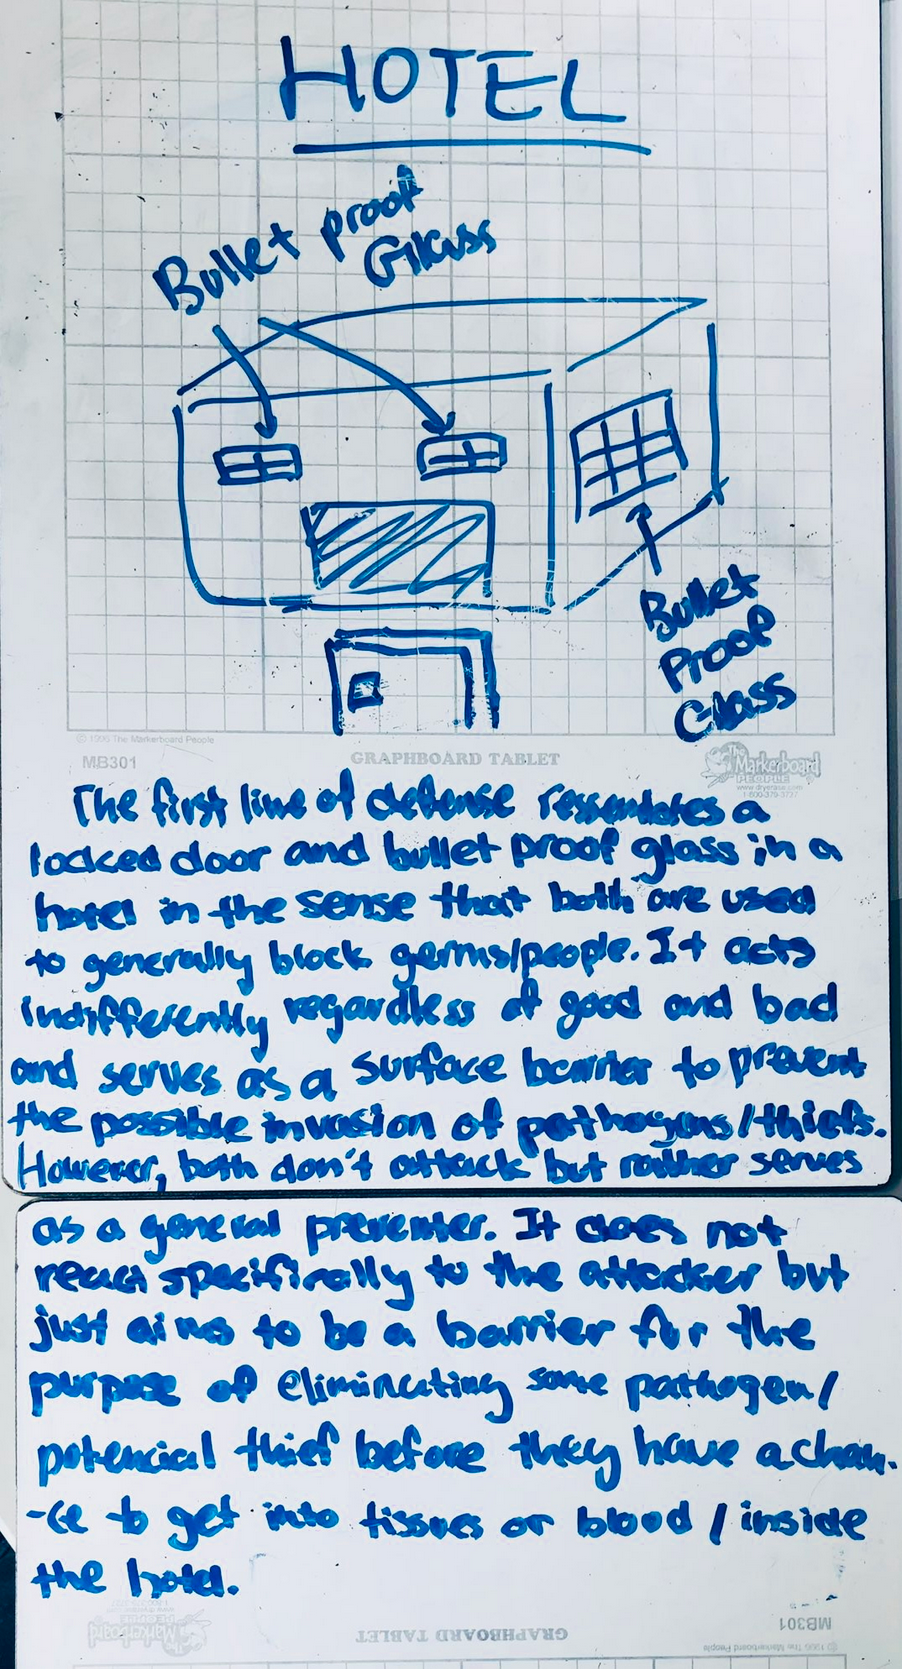 HOTEL
Bullet proof
Glass
Bullet
Proof
Glass
© 1996 The Markerboard People
MB301
GRAPHBOARD TABLET
The Markerboard
PEOPLE
www.dryerase.com
1-800-379-3737
The first line of defense ressembles a
locked door and bullet proof glass in a
hotel in the sense that both are used
to generally block germs/people. It acts
indifferently regardless of good and bad
and serves as a surface barrier to prevent
the possible invasion of pathogens/thiefs.
However, both don't attack but rather serves
as a general preventer. It does not
react specifically to the attacker but
just aims to be a barrier for the
purpose of eliminating some pathogen/
potencial thief before they have a chan-
-ce to get into tissues or blood / inside
the hotel.
MB301
GRAPHBOARD TABLET
© 1996 The Markerboard People
The Markerboard
PEOPLE